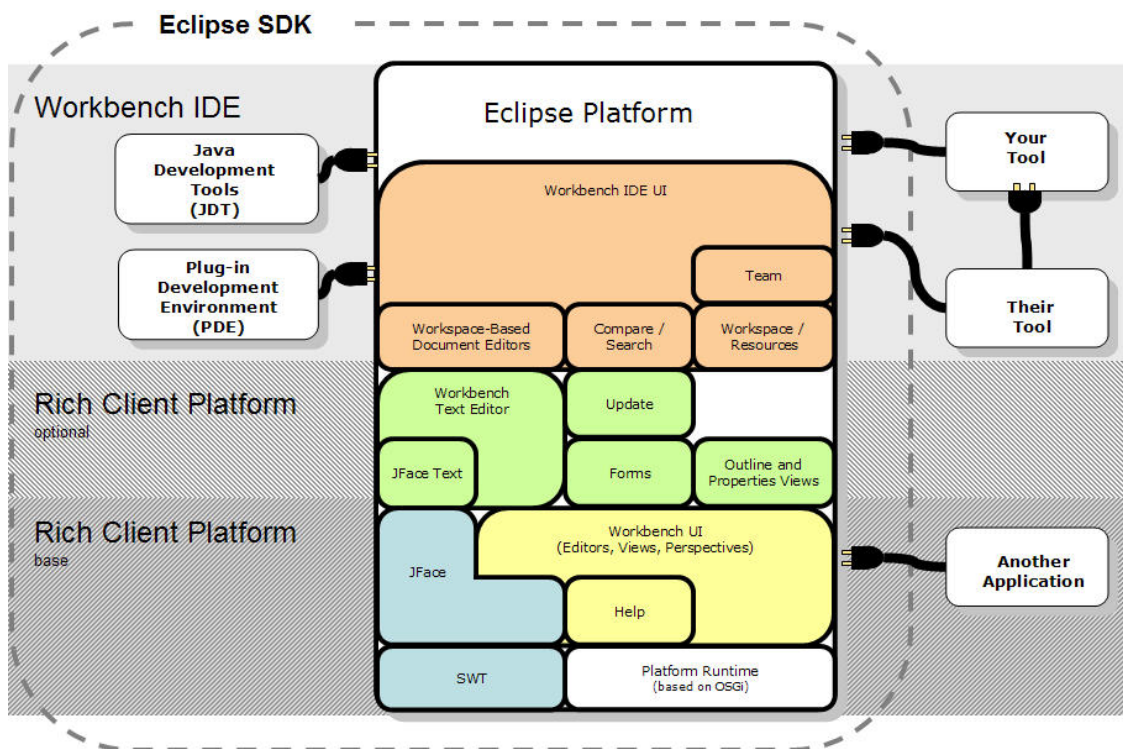 Eclipse SDK
Workbench IDE
Eclipse Platform
Java
Development
Tools
(JDT)
Your
Tool
Workbench IDE UI
Plug-in
Development
Environment
(PDE)
Team
Their
Tool
Workspace-Based
Document Editors
Compare /
Search
Workspace /
Resources
Rich Client Platform
optional
Workbench
Text Editor
Update
JFace Text
Forms
Outline and
Properties Views
Rich Client Platform
base
Workbench UI
(Editors, Views, Perspectives)
JFace
Another
Application
Help
SWT
Platform Runtime
(based on OSGi)